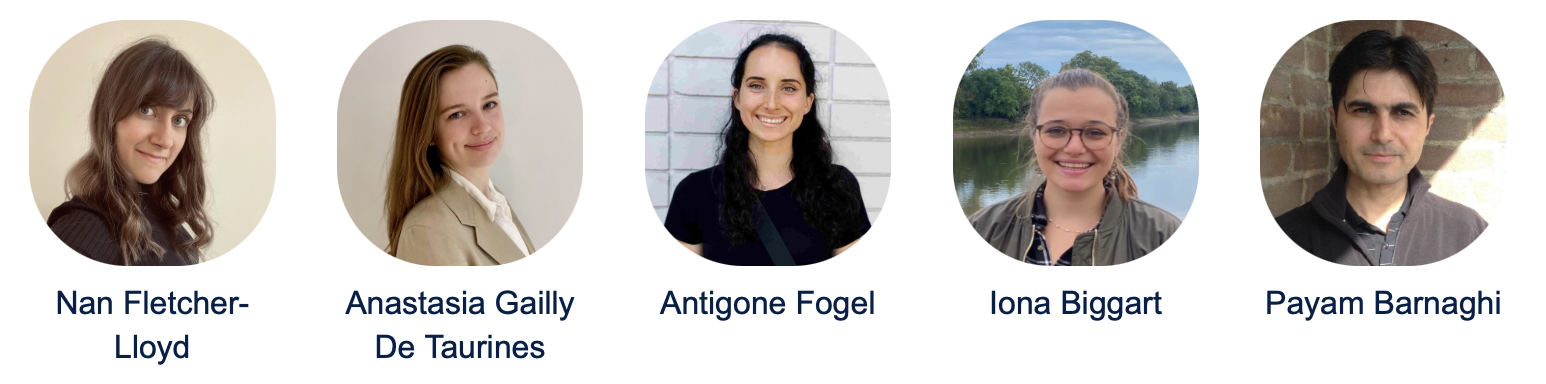 Nan Fletcher-
Lloyd
Anastasia Gailly
De Taurines
Antigone Fogel
Iona Biggart
Payam Barnaghi